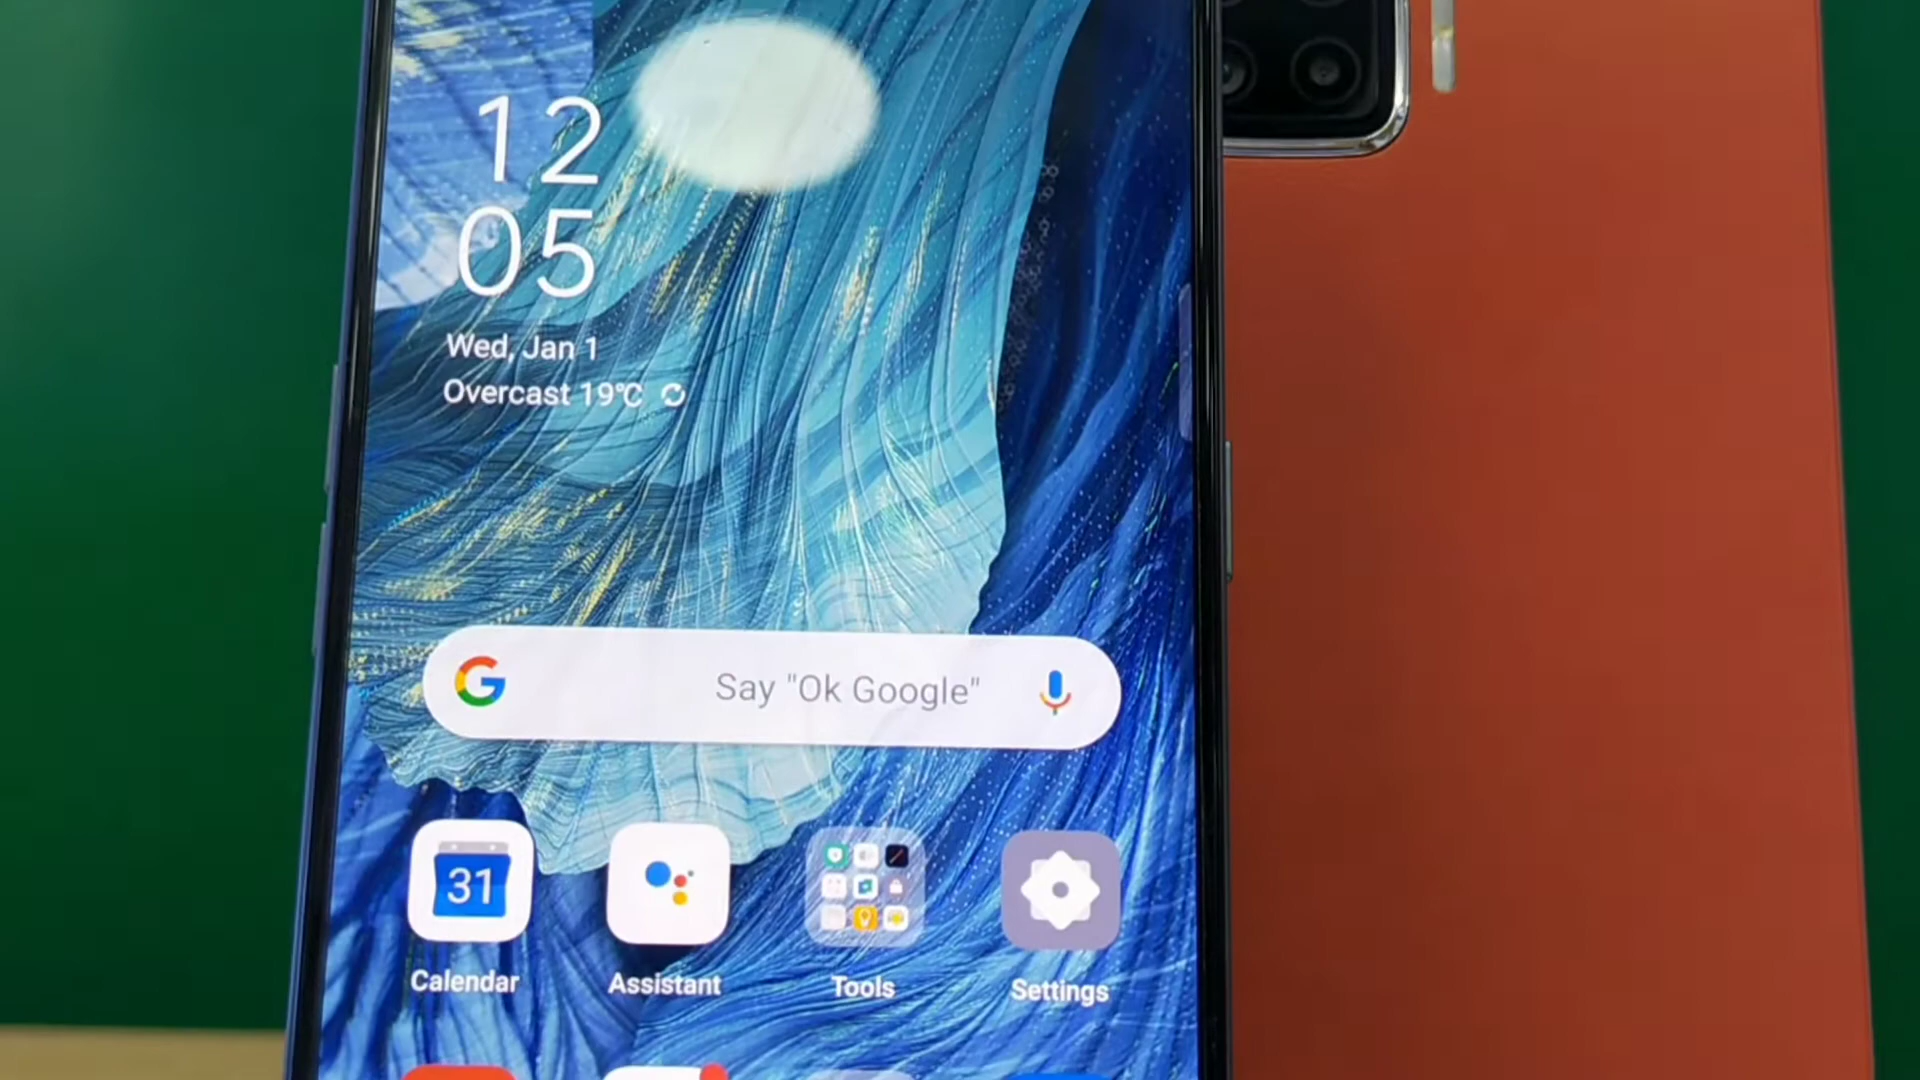 12
05
Wed, Jan 1
Overcast 19℃
G Say "Ok Google"
31
Calendar
Assistant
Tools
Settings